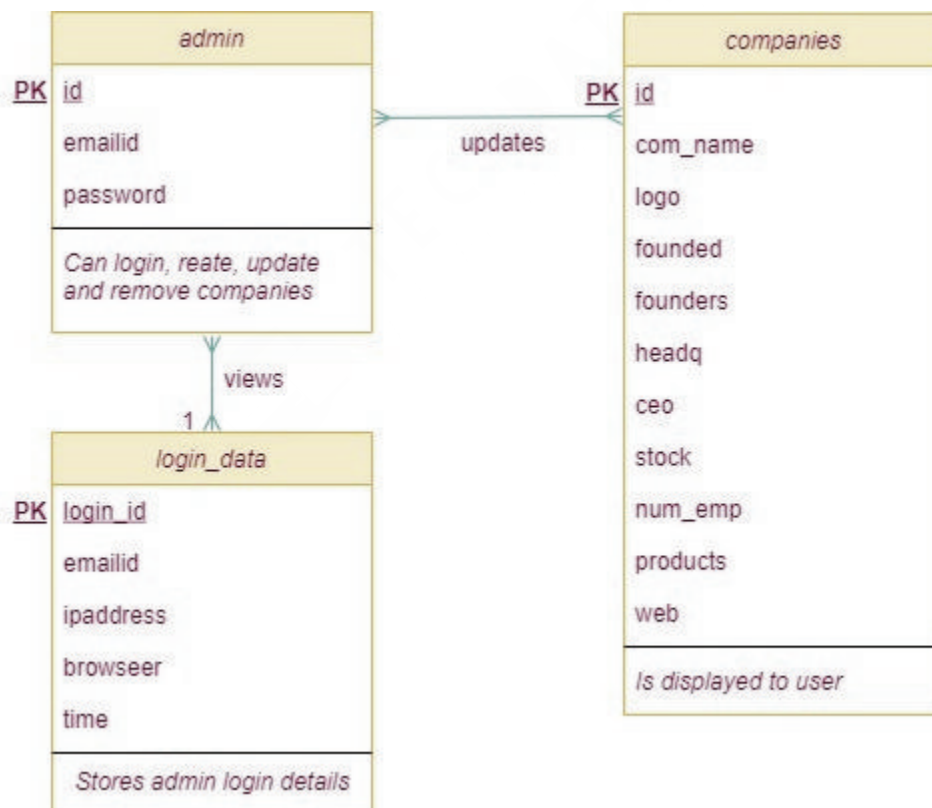 admin
PK id
emailid
password
Can login, reate, update
and remove companies
updates
companies
PK id
com_name
logo
founded
founders
headq
ceo
stock
num_emp
products
web
Is displayed to user
views
1
login_data
PK login_id
emailid
ipaddress
browseer
time
Stores admin login details